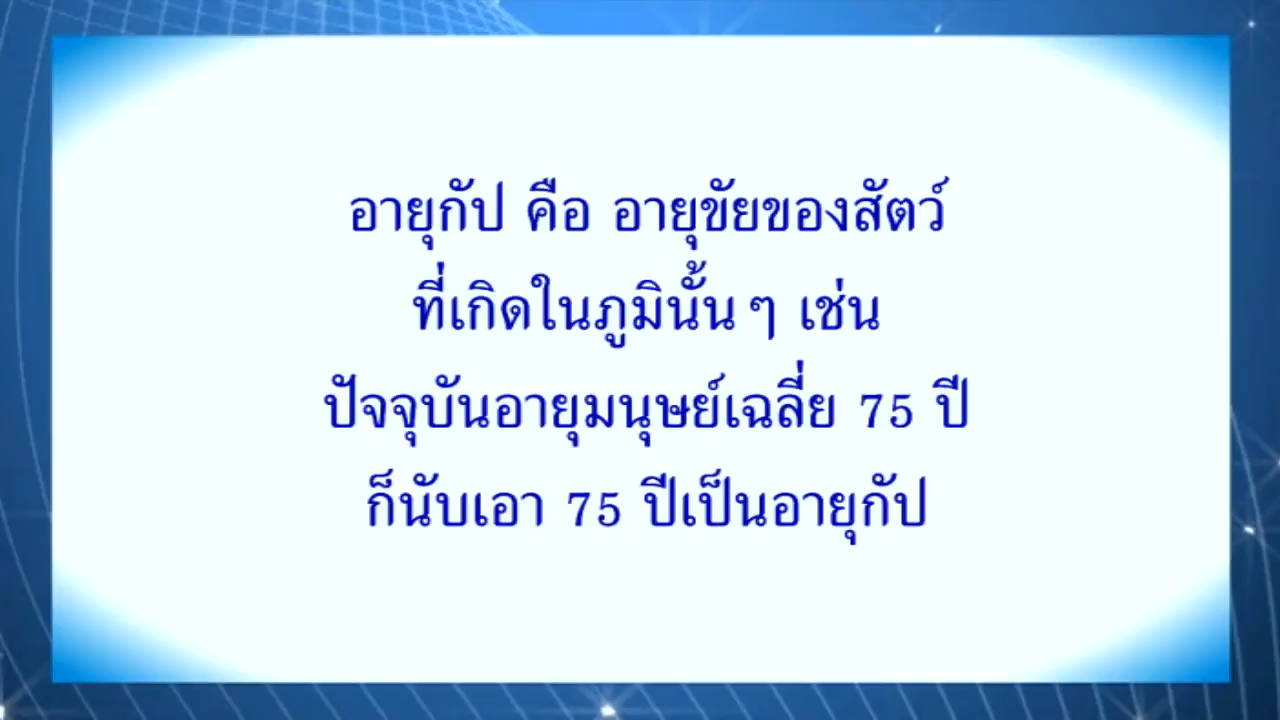 อายุกัป คือ อายุขัยของสัตว์
ที่เกิดในภูมินั้นๆ เช่น
ปัจจุบันอายุมนุษย์เฉลี่ย 75 ปี
ก็นับเอา 75 ปีเป็นอายุกัป